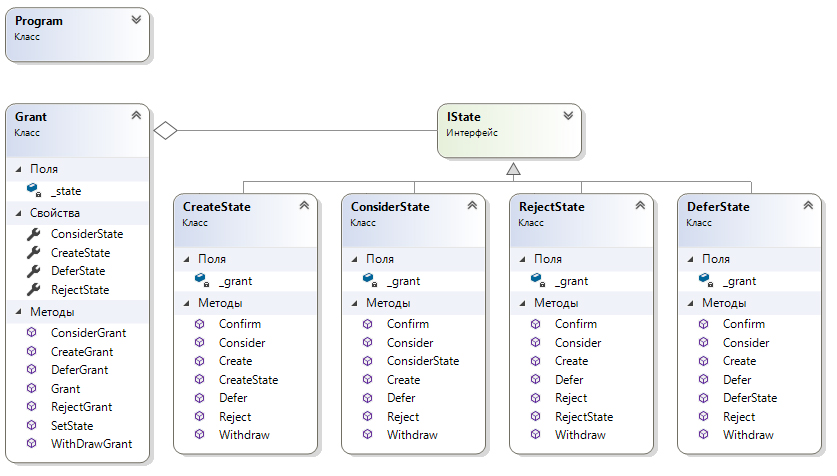 Program
Класс
Grant
Класс
Поля
_state
Свойства
ConsiderState
CreateState
DeferState
RejectState
Методы
ConsiderGrant
CreateGrant
DeferGrant
Grant
RejectGrant
SetState
WithDrawGrant
IState
Интерфейс
CreateState
Класс
Поля
_grant
Методы
Confirm
Consider
Create
CreateState
Defer
Reject
Withdraw
ConsiderState
Класс
Поля
_grant
Методы
Confirm
Consider
ConsiderState
Create
Defer
Reject
Withdraw
RejectState
Класс
Поля
_grant
Методы
Confirm
Consider
Create
Defer
Reject
RejectState
Withdraw
DeferState
Класс
Поля
_grant
Методы
Confirm
Consider
Create
Defer
DeferState
Reject
Withdraw